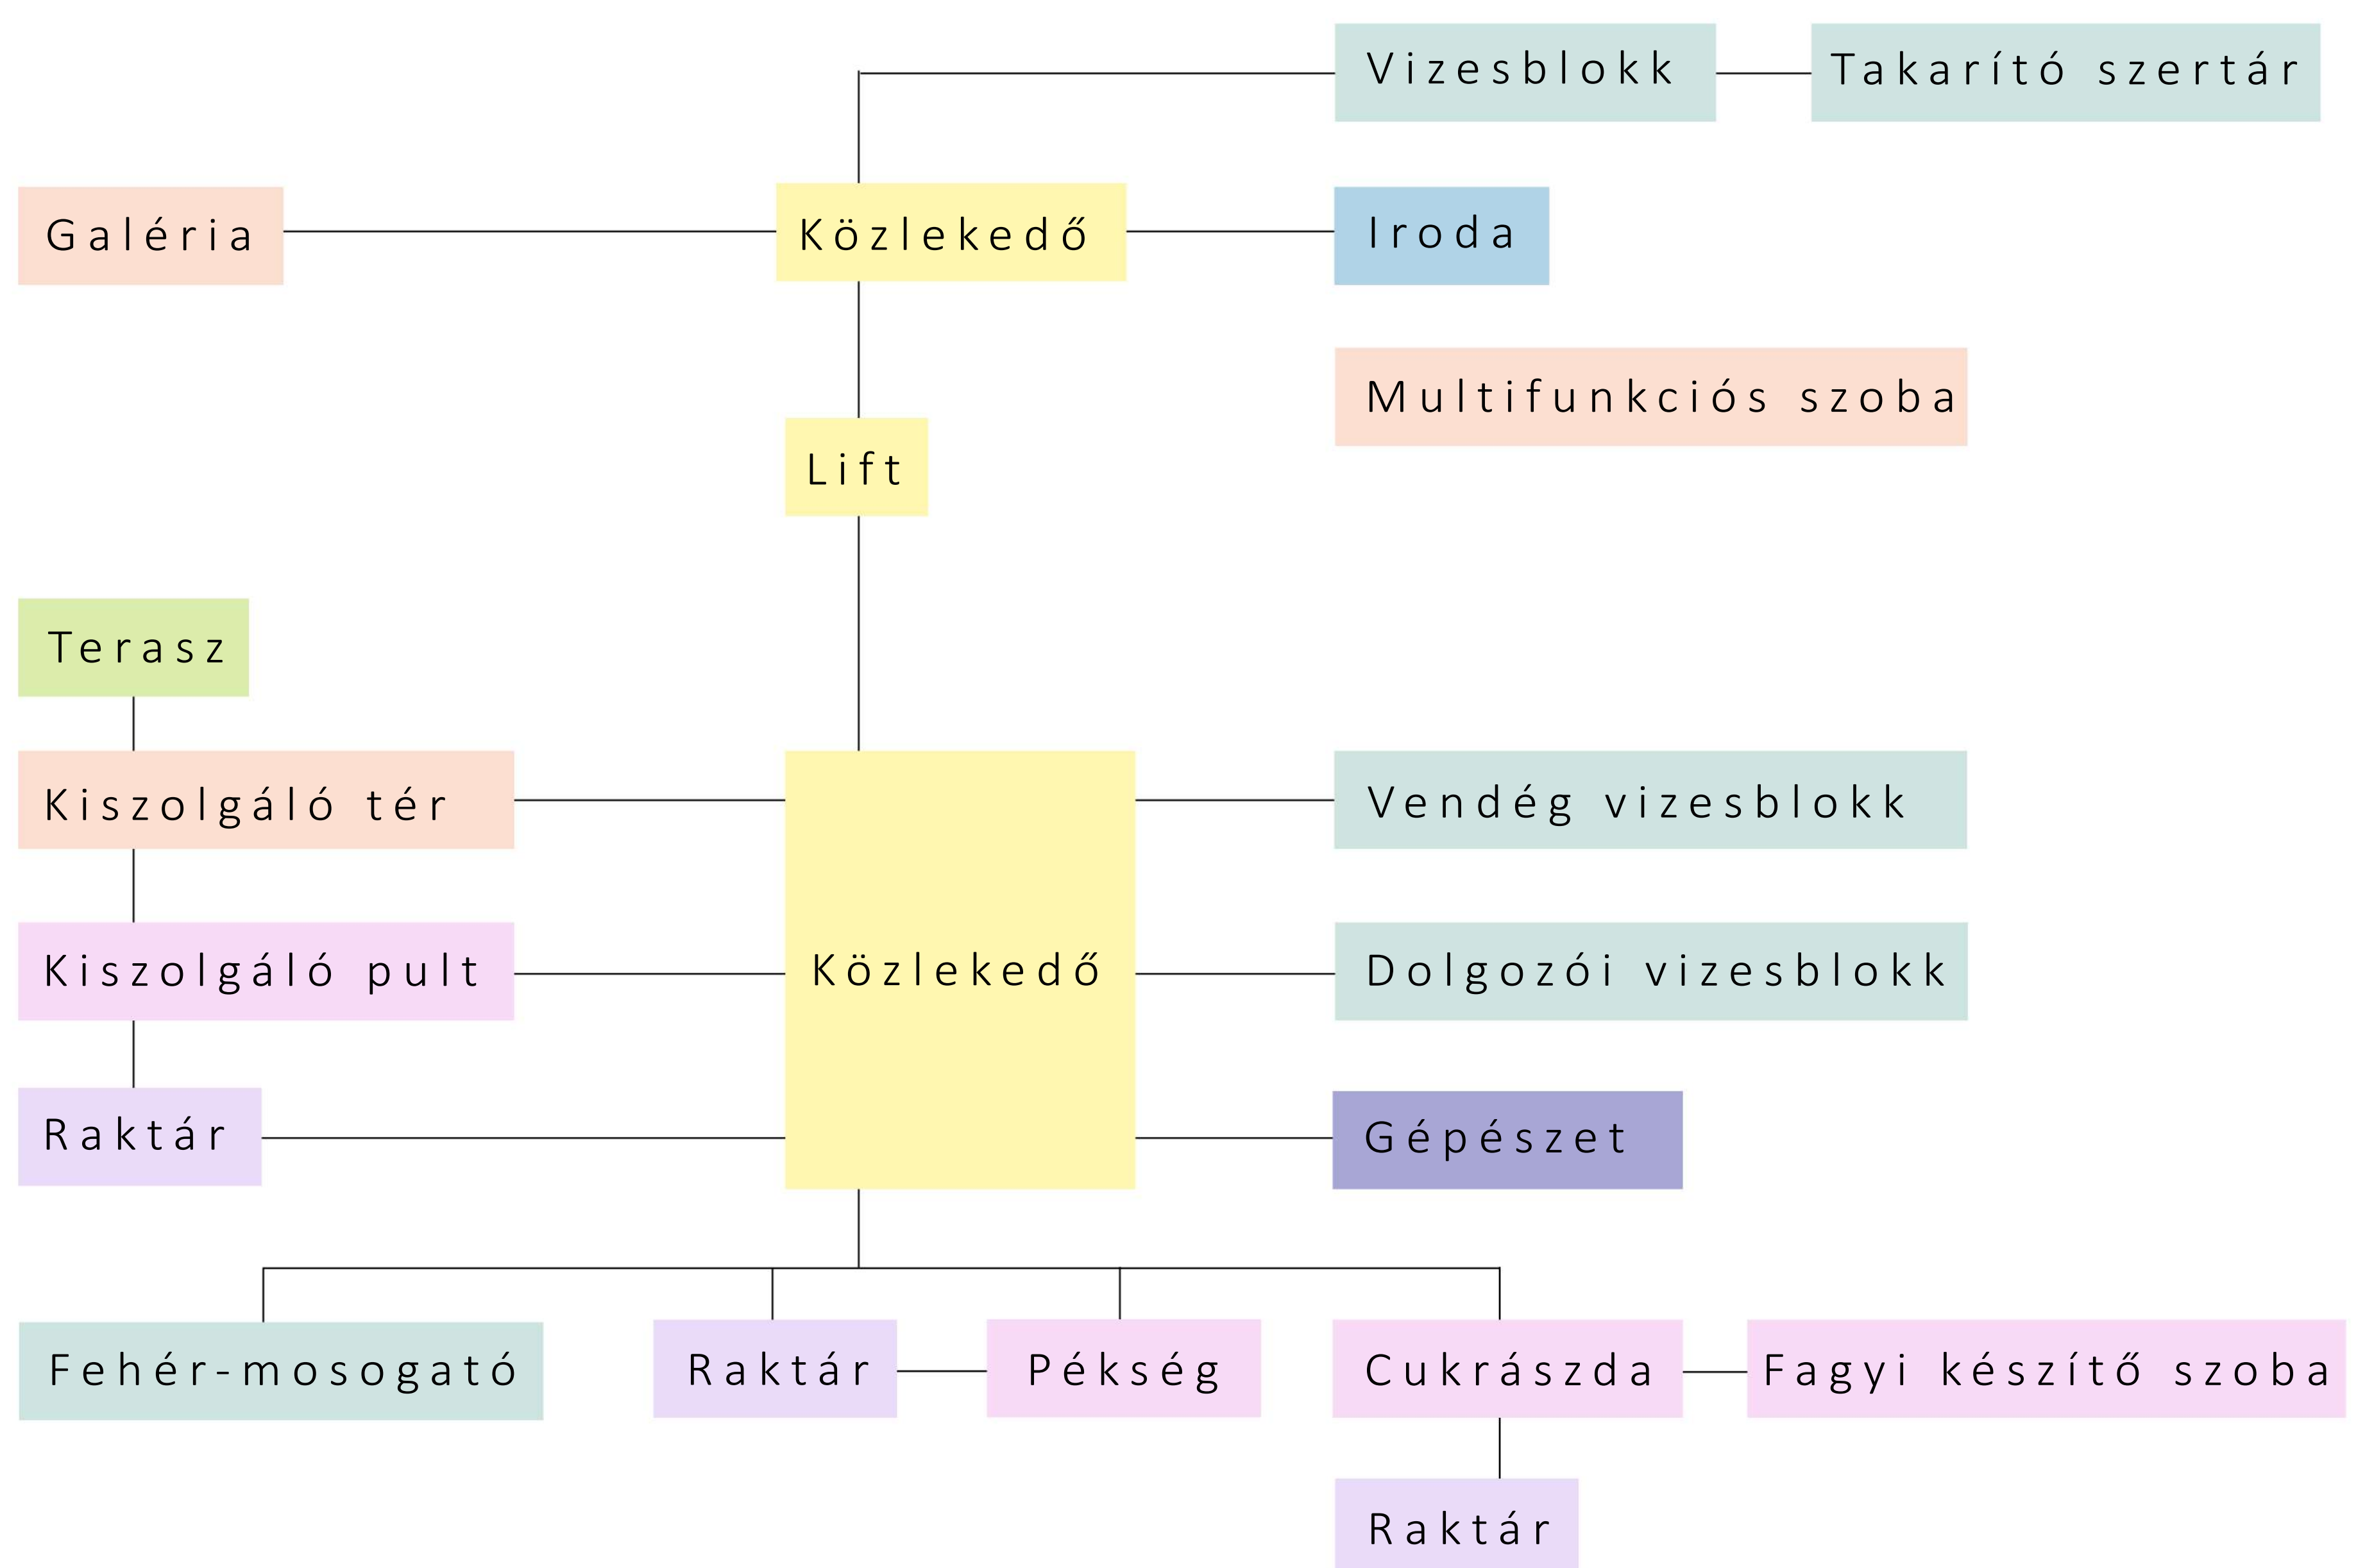 Vizesblokk
Takarító szertár
Galéria
Közlekedő
Iroda
Multifunkciós szoba
Lift
Terasz
Kiszolgáló tér
Vendég vizesblokk
Kiszolgáló pult
Közlekedő
Dolgozói vizesblokk
Raktár
Gépészet
Fehér-mosogató
Raktár
Pékség
Cukrászda
Fagyi készítő szoba
Raktár